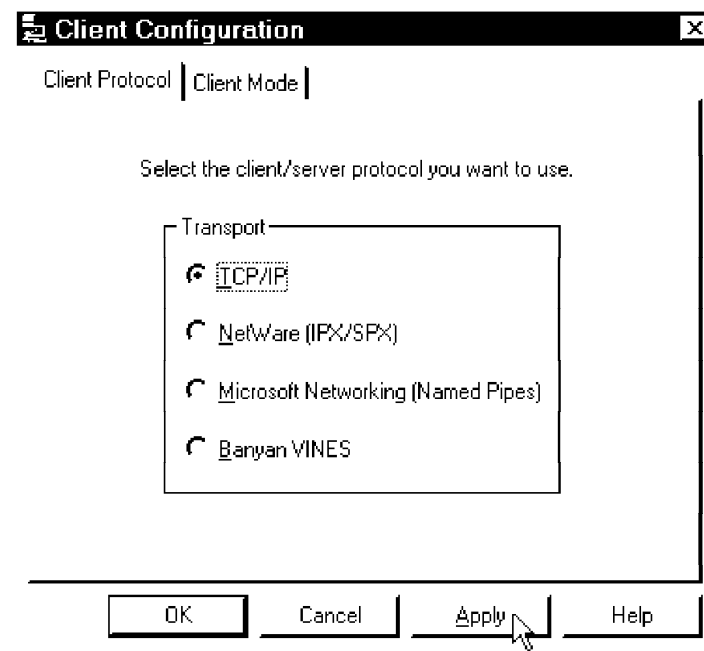 Client Configuration
Client Protocol Client Mode
Select the client/server protocol you want to use.
Transport
TCP/IP
NetWare (IPX/SPX)
Microsoft Networking (Named Pipes)
Banyan VINES
OK Cancel Apply Help